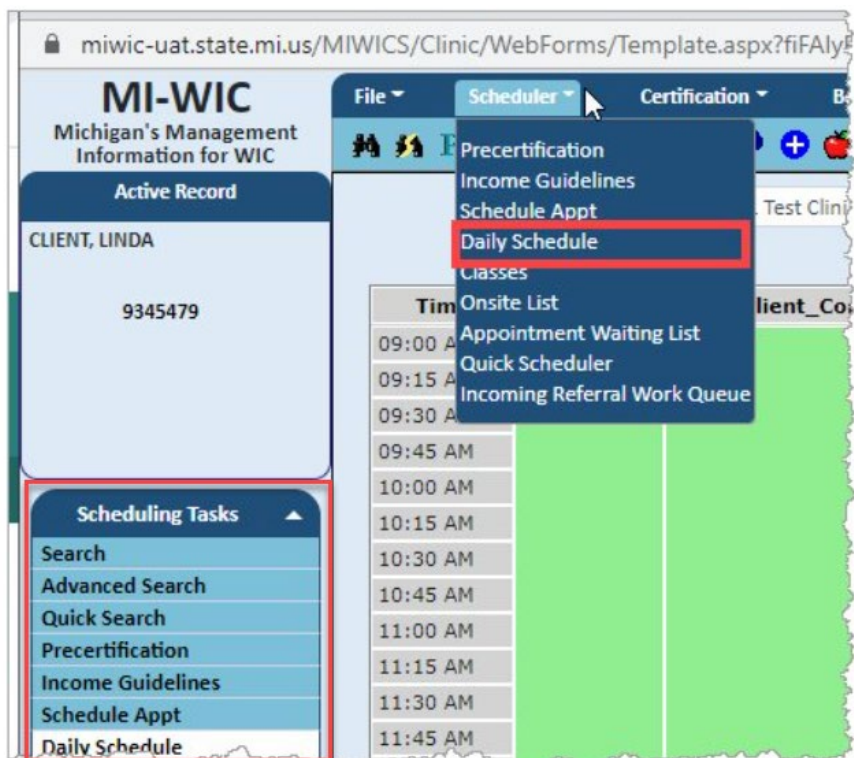 miwic-uat.state.mi.us/MIWICS/Clinic/WebForms/Template.aspx?fiFAly
MI-WIC
Michigan's Management
Information for WIC
File Scheduler Certification
Precertification
Income Guidelines
Schedule Appt
Daily Schedule
Classes
Onsite List
Appointment Waiting List
Quick Scheduler
Incoming Referral Work Queue
Test Clini
Active Record
CLIENT, LINDA
9345479
Tim
lient_Co
09:00 A
09:15 A
09:30 A
09:45 AM
10:00 AM
10:15 AM
10:30 AM
10:45 AM
11:00 AM
11:15 AM
11:30 AM
11:45 AM
Scheduling Tasks
Search
Advanced Search
Quick Search
Precertification
Income Guidelines
Schedule Appt
Daily Schedule